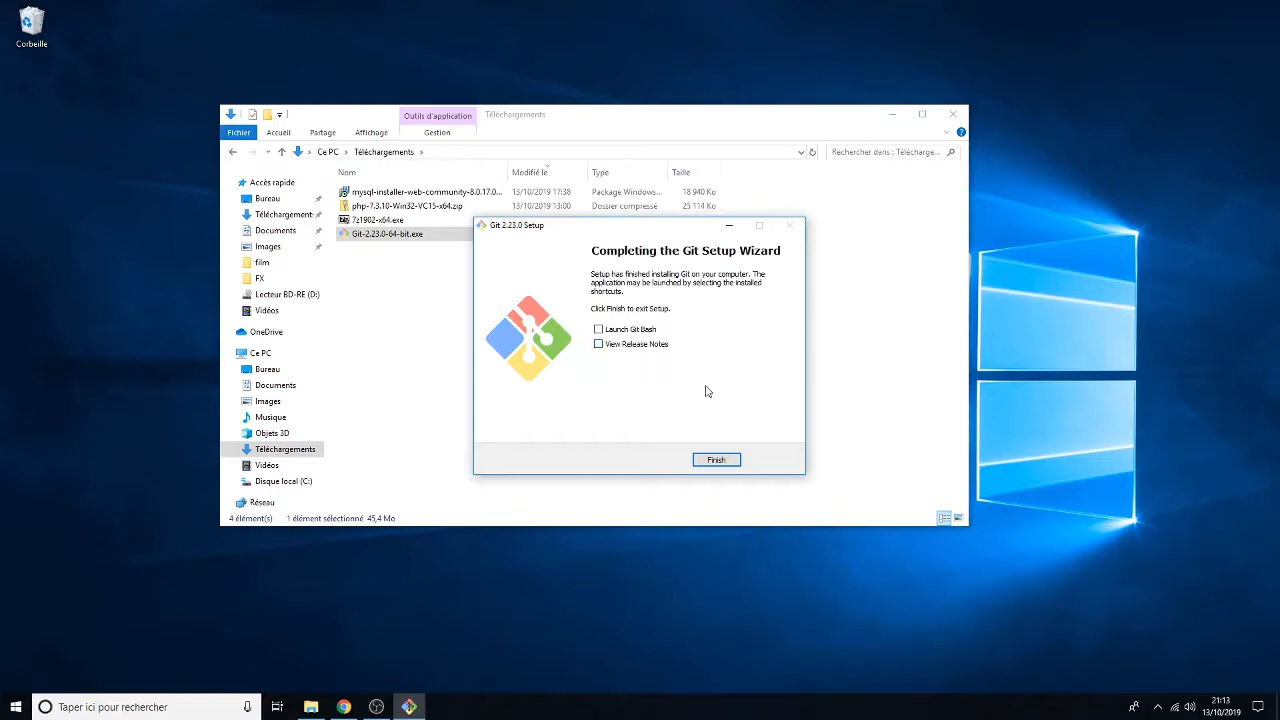 Corbeille
Outils d'application
Téléchargements
Fichier
Accueil
Partage
Affichage
Gestion
Ce PC
Téléchargements
Rechercher dans : Télécharge...
Nom
Modifié le
Type
Taille
mysql-installer-web-community-8.0.17.0...
13/10/2019 17:38
Package Windows...
18 940 Ko
php-7.3.10-Win32-VC15-x64.zip
13/10/2019 13:00
Dossier compressé
25 114 Ko
7z1902-x64.exe
Git-2.23.0-64-bit.exe
Accès rapide
Bureau
Téléchargement
Documents
Images
film
FX
Lecteur BD-RE (D:)
Vidéos
OneDrive
Ce PC
Bureau
Documents
Images
Musique
Objets 3D
Téléchargements
Vidéos
Disque local (C:)
Réseau
4 élément(s)
1 élément sélectionné 45,4 Mo
Git 2.23.0 Setup
Completing the Git Setup Wizard
Setup has finished installing Git on your computer. The
application may be launched by selecting the installed
shortcuts.
Click Finish to exit Setup.
Launch Git Bash
View Release Notes
Finish
Taper ici pour rechercher
21:13
13/10/2019